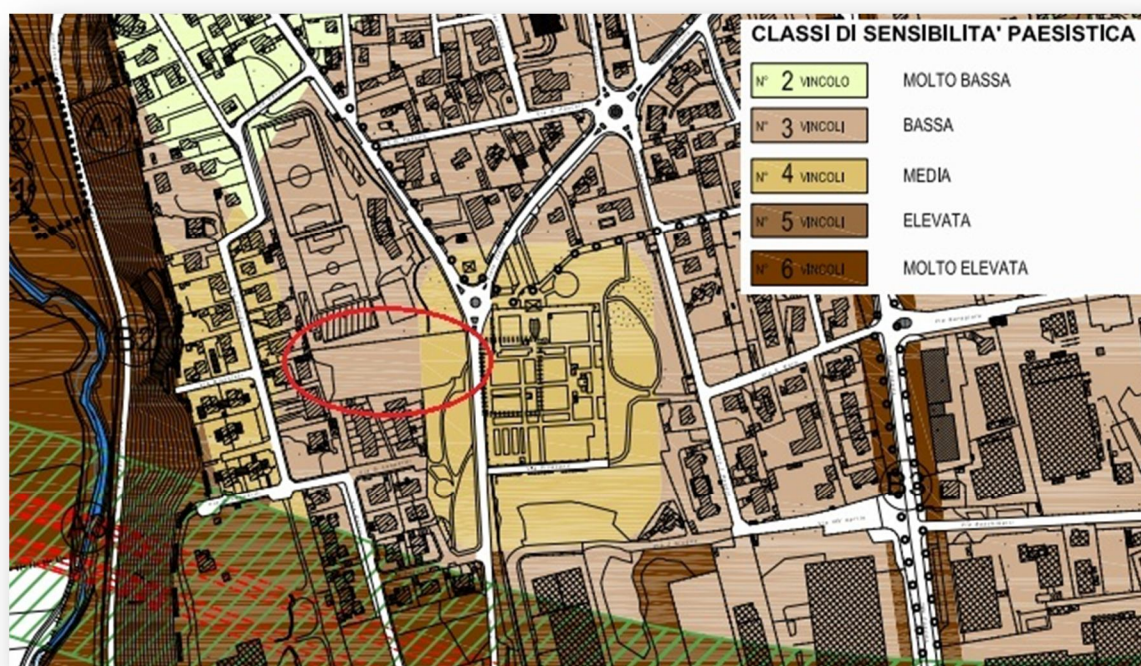 CLASSI DI SENSIBILITA' PAESISTICA
N° 2 VINCOLO MOLTO BASSA
N° 3 VINCOLI BASSA
N° 4 VINCOLI MEDIA
N° 5 VINCOLI ELEVATA
N° 6 VINCOLI MOLTO ELEVATA
A1